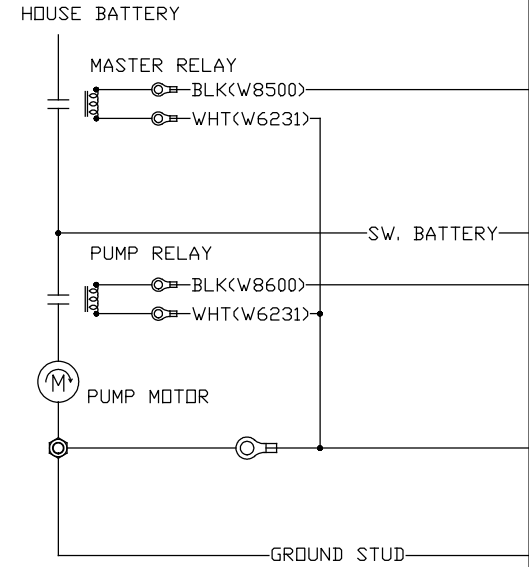 HOUSE BATTERY
MASTER RELAY
BLK(W8500)
WHT(W6231)
SW. BATTERY
PUMP RELAY
BLK(W8600)
WHT(W6231)
M
PUMP MOTOR
GROUND STUD